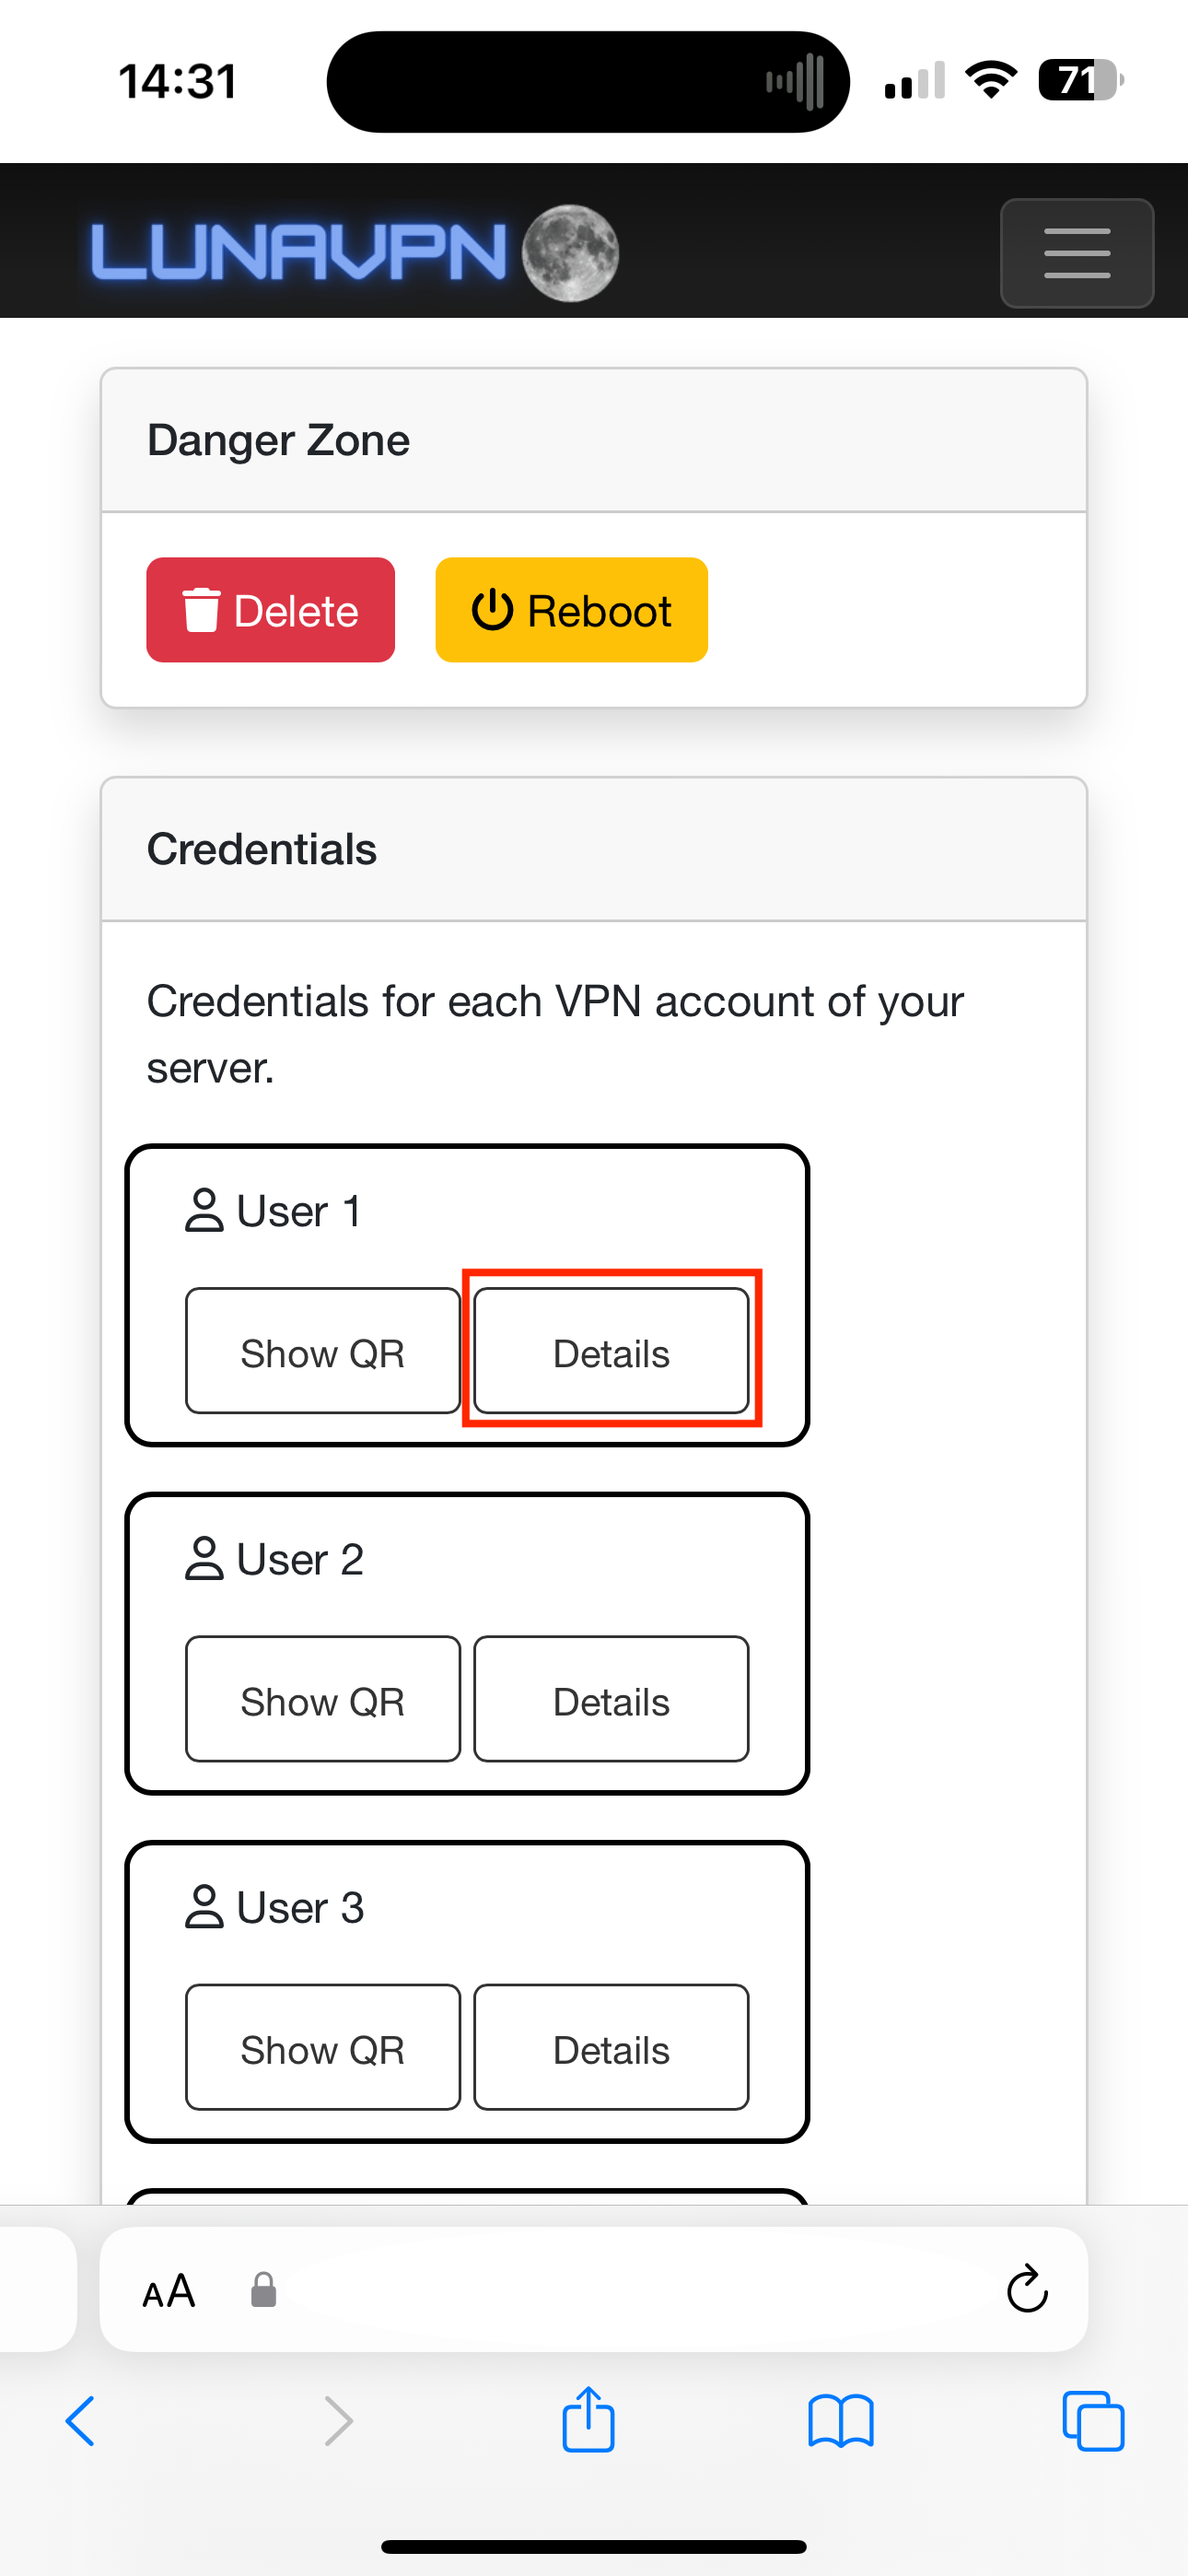 14:31
71
LUNAVPN
Danger Zone
Delete
Reboot
Credentials
Credentials for each VPN account of your
server.
User 1
Show QR
Details
User 2
Show QR
Details
User 3
Show QR
Details
AA